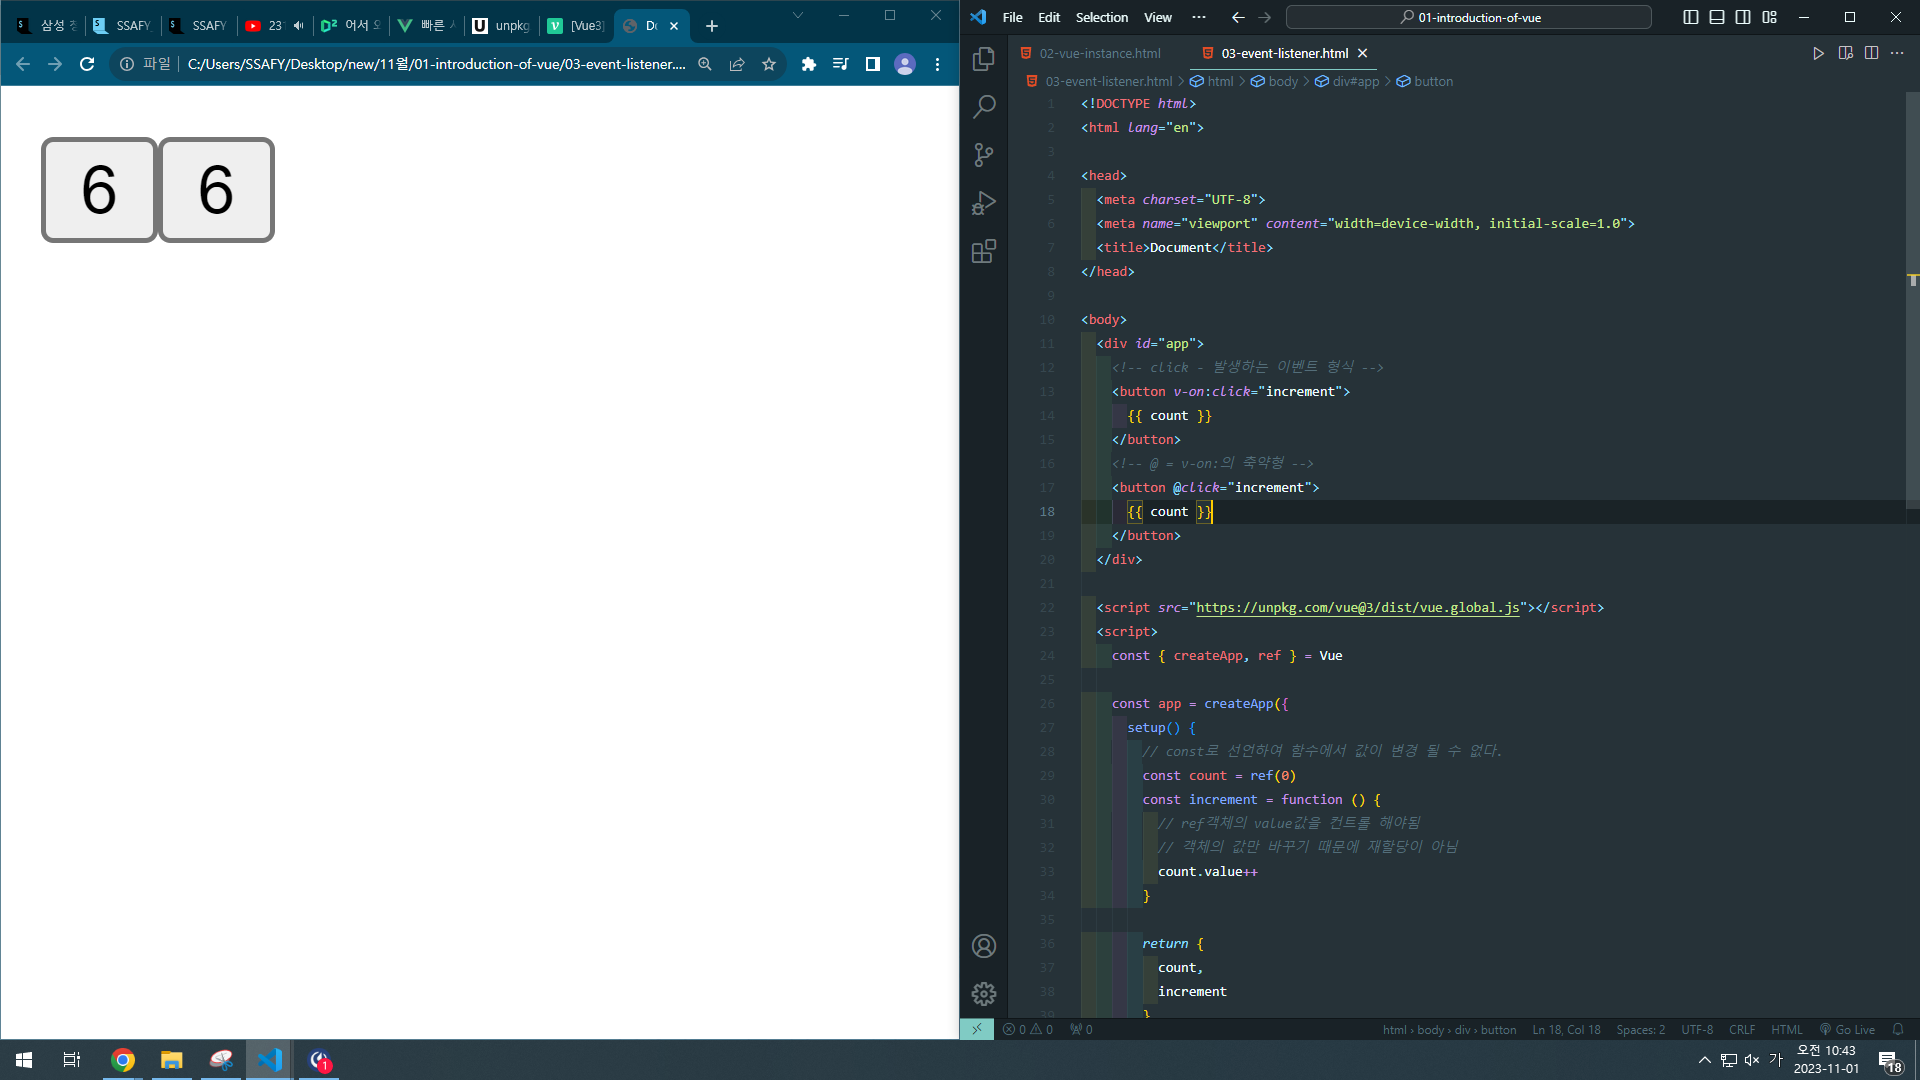 삼성 SSAFY SSAFY 23 어서 빠른 unpkg [Vue3] Do
파일 C:/Users/SSAFY/Desktop/new/11월/01-introduction-of-vue/03-event-listener....
6 6
File Edit Selection View ··· 01-introduction-of-vue
02-vue-instance.html 03-event-listener.html
03-event-listener.html > html > body > div#app > button
1 <!DOCTYPE html>
2 <html lang="en">
3
4 <head>
5 <meta charset="UTF-8">
6 <meta name="viewport" content="width=device-width, initial-scale=1.0">
7 <title>Document</title>
8 </head>
9
10 <body>
11 <div id="app">
12 <!-- click - 발생하는 이벤트 형식 -->
13 <button v-on:click="increment">
14 {{ count }}
15 </button>
16 <!-- @ = v-on:의 축약형 -->
17 <button @click="increment">
18 {{ count }}
19 </button>
20 </div>
21
22 <script src="https://unpkg.com/vue@3/dist/vue.global.js"></script>
23 <script>
24 const { createApp, ref } = Vue
25
26 const app = createApp({
27 setup() {
28 // const로 선언하여 함수에서 값이 변경 될 수 없다.
29 const count = ref(0)
30 const increment = function () {
31 // ref객체의 value값을 컨트롤 해야됨
32 // 객체의 값만 바꾸기 때문에 재할당이 아님
33 count.value++
34 }
35
36 return {
37 count,
38 increment
39 }
0 0 0 html > body > div > button Ln 18, Col 18 Spaces: 2 UTF-8 CRLF HTML Go Live
1 가 오전 10:43 18
2023-11-01